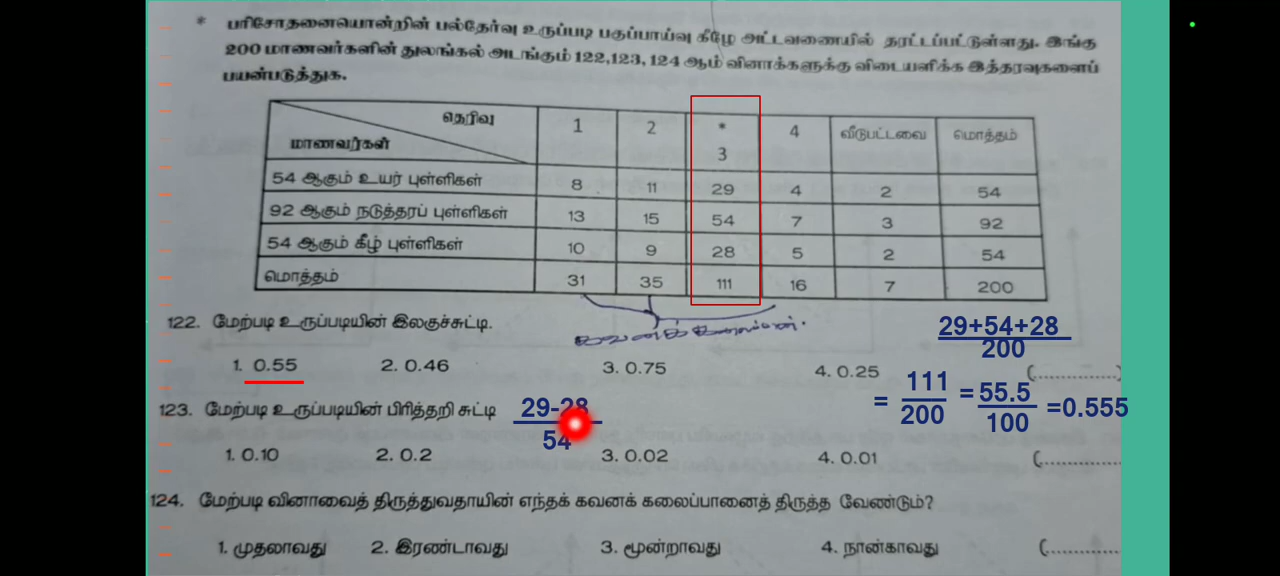 * பரிசோதனையொன்றின் பல்தேர்வு உருப்படி பகுப்பாய்வு கீழே அட்டவணையில் தரட்டப்பட்டுள்ளது. இங்கு
200 மாணவர்களின் துலங்கல் அடங்கும் 122,123, 124 ஆம் வினாக்களுக்கு விடையளிக்க இத்தரவுகளைப்
பயன்படுத்துக.
தெரிவு 1 2 * 3 4 வீடுபட்டவை மொத்தம்
மாணவர்கள்
54 ஆகும் உயர் புள்ளிகள் 8 11 29 4 2 54
92 ஆகும் நடுத்தரப் புள்ளிகள் 13 15 54 7 3 92
54 ஆகும் கீழ் புள்ளிகள் 10 9 28 5 2 54
மொத்தம் 31 35 111 16 7 200
122. மேற்படி உருப்படியின் இலகுச்சுட்டி.
29+54+28
200
1. 0.55 2. 0.46 3. 0.75 4. 0.25 (..............)
= 111/200 = 55.5/100 =0.555
123. மேற்படி உருப்படியின் பிரித்தறி சுட்டி 29-28
54
1. 0.10 2. 0.2 3. 0.02 4. 0.01 (..............
124. மேற்படி வினாவைத் திருத்துவதாயின் எந்தக் கவனக் கலைப்பானைத் திருத்த வேண்டும்?
1. முதலாவது 2. இரண்டாவது 3. மூன்றாவது 4. நான்காவது (..............